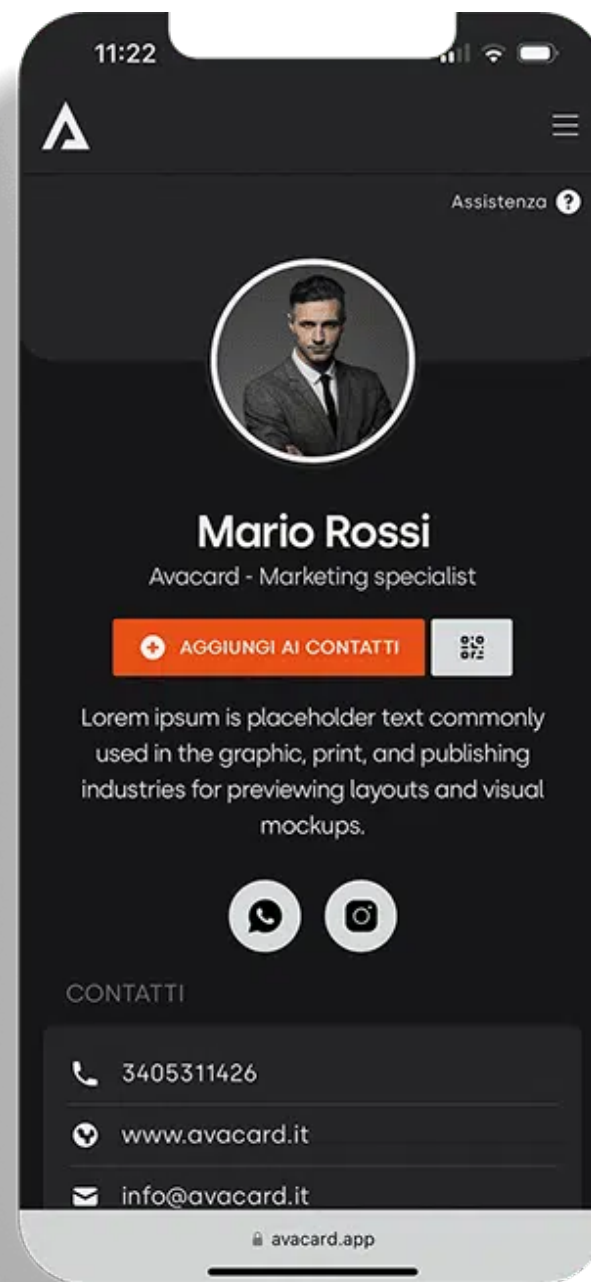 11:22
Assistenza ?
Mario Rossi
Avacard - Marketing specialist
AGGIUNGI AI CONTATTI
Lorem ipsum is placeholder text commonly
used in the graphic, print, and publishing
industries for previewing layouts and visual
mockups.
CONTATTI
3405311426
www.avacard.it
info@avacard.it
avacard.app